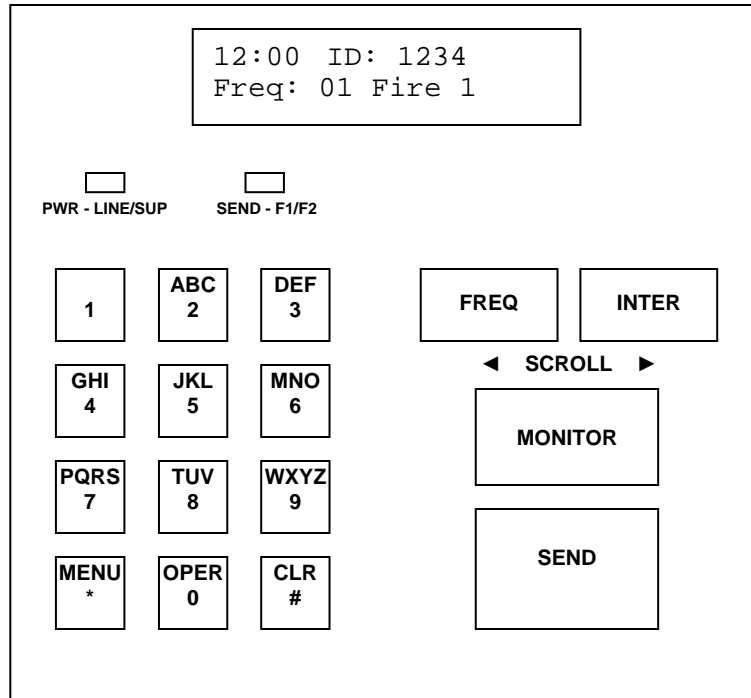 12:00 ID: 1234
Freq: 01 Fire 1
PWR - LINE/SUP SEND - F1/F2
1
ABC
2
DEF
3
FREQ
INTER
◄ SCROLL ►
GHI
4
JKL
5
MNO
6
MONITOR
PQRS
7
TUV
8
WXYZ
9
SEND
MENU
*
OPER
0
CLR
#